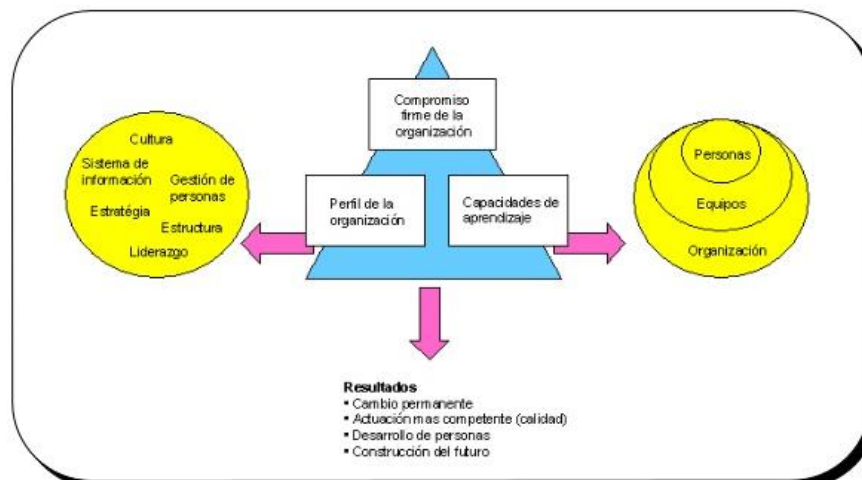 Compromiso
firme de la
organización
Cultura
Sistema de
información
Gestión de
personas
Estratégia
Estructura
Liderazgo
Perfil de la
organización
Capacidades de
aprendizaje
Personas
Equipos
Organización
Resultados
▪ Cambio permanente
▪ Actuación mas competente (calidad)
▪ Desarrollo de personas
▪ Construcción del futuro